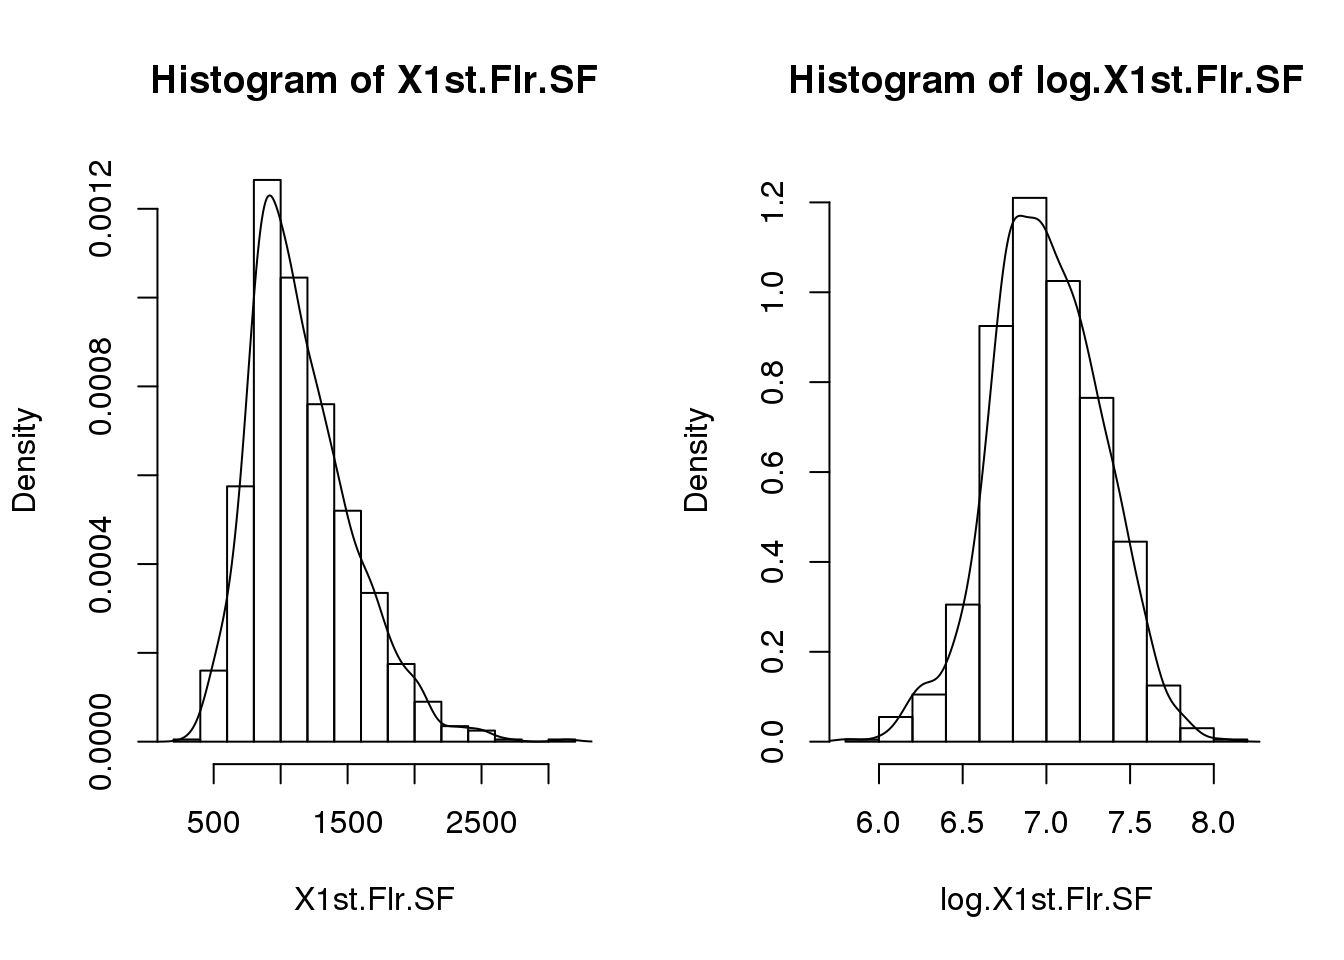 Histogram of X1st.Flr.SF
Density
0.0012
0.0008
0.0004
0.0000
500 1500 2500
X1st.Flr.SF
Histogram of log.X1st.Flr.SF
Density
1.2
1.0
0.8
0.6
0.4
0.2
0.0
6.0 6.5 7.0 7.5 8.0
log.X1st.Flr.SF